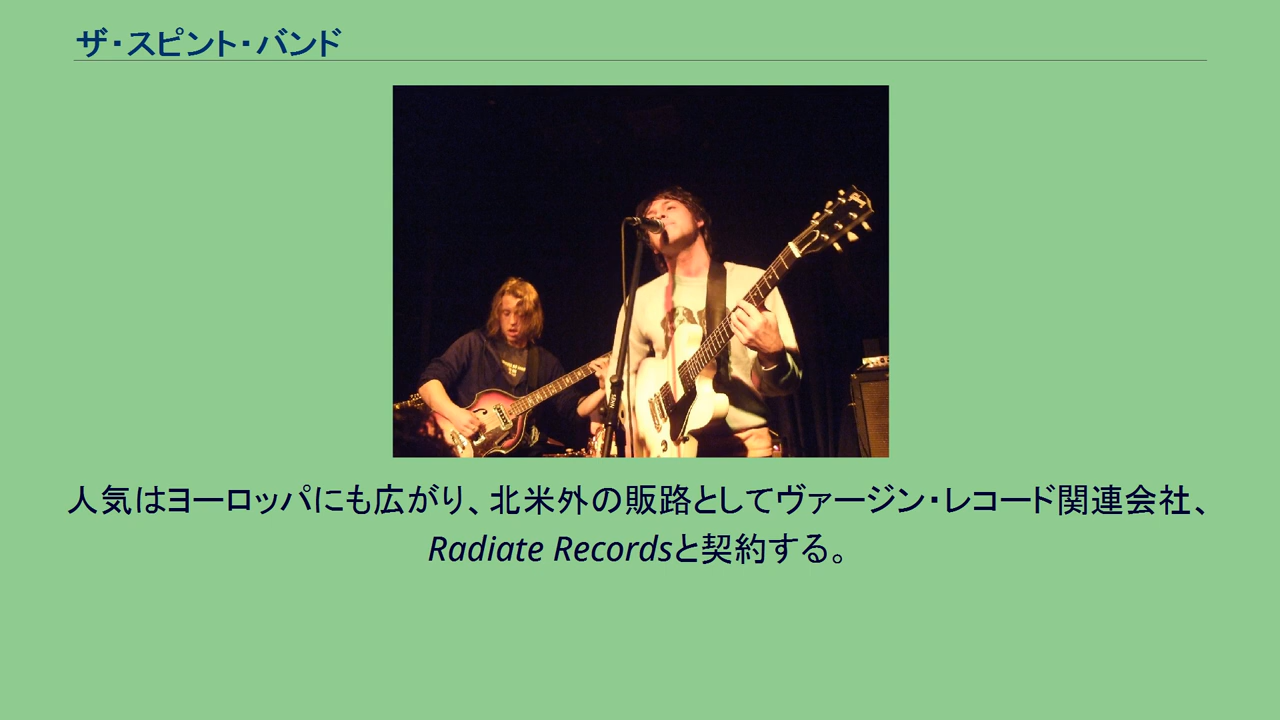 ザ・スピント・バンド
人気はヨーロッパにも広がり、北米外の販路としてヴァージン・レコード関連会社、
Radiate Recordsと契約する。